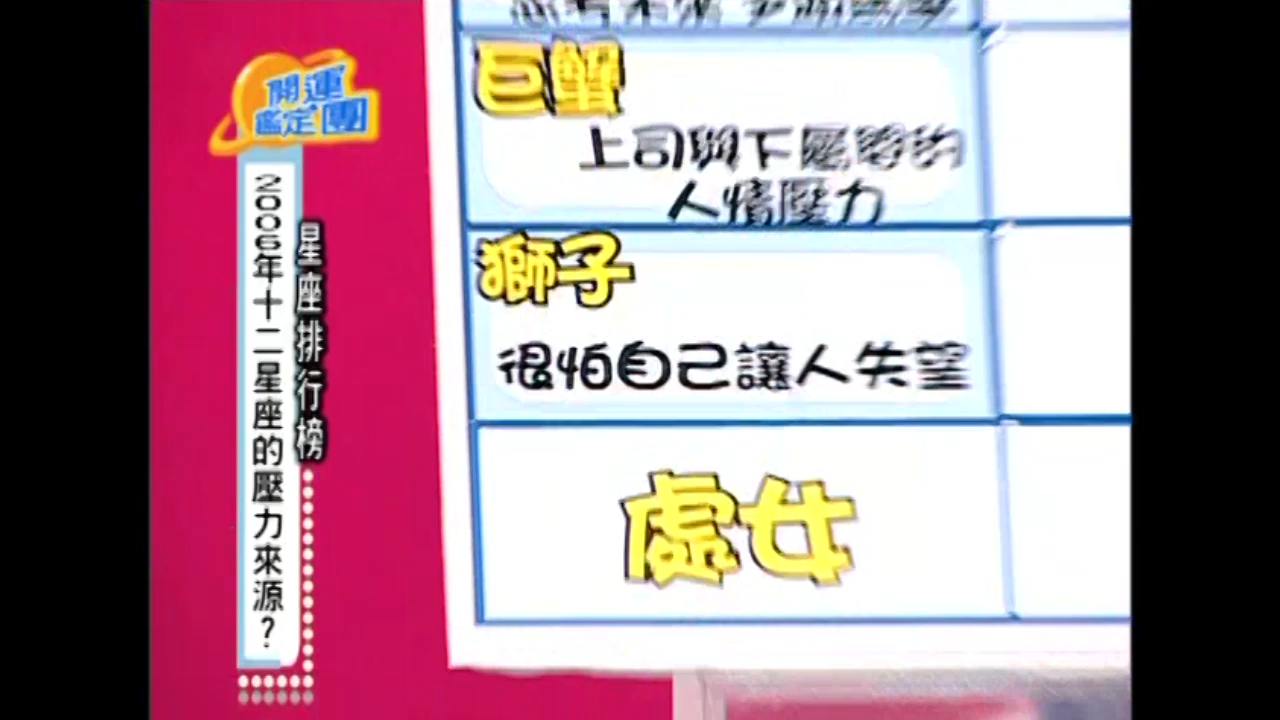 開運
鑑定團
星座排行榜
2006年十二星座的壓力來源?
巨蟹
上司與下屬間的
人情壓力
獅子
很怕自己讓人失望
處女